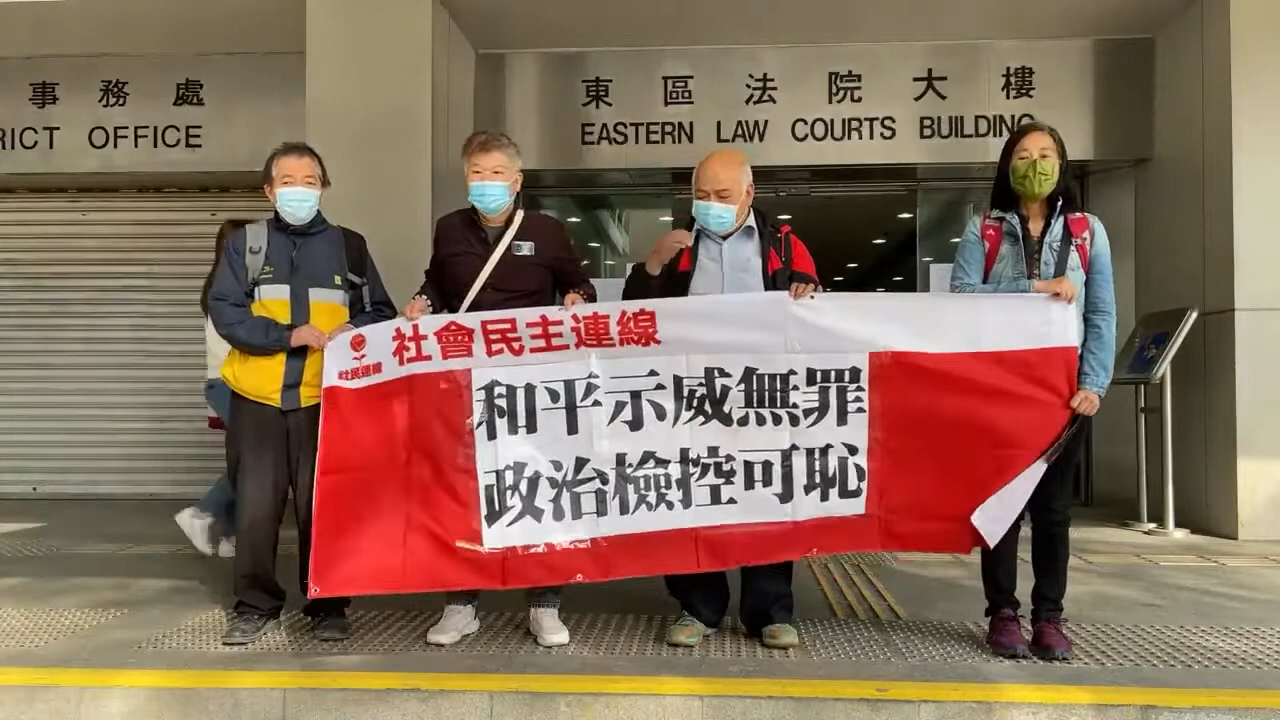 事務處
RICT OFFICE
東區法院大樓
EASTERN LAW COURTS BUILDING
社民連線
社會民主連線
和平示威無罪
政治檢控可恥